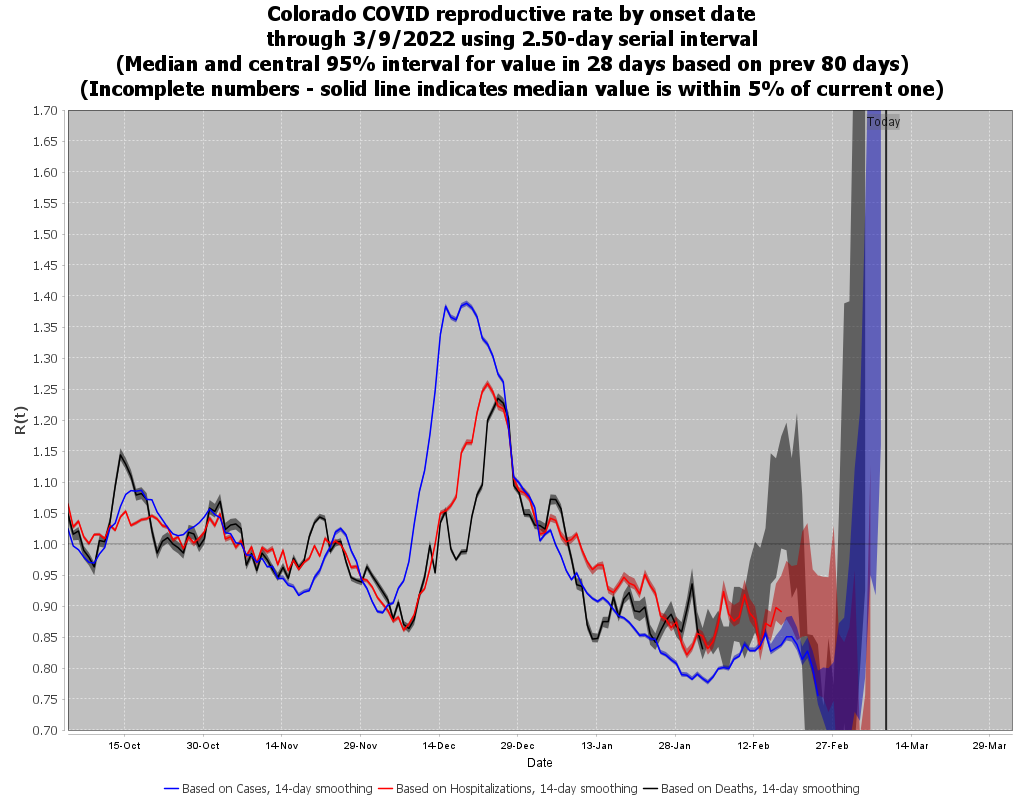 Colorado COVID reproductive rate by onset date
through 3/9/2022 using 2.50-day serial interval
(Median and central 95% interval for value in 28 days based on prev 80 days)
(Incomplete numbers - solid line indicates median value is within 5% of current one)
Today
R(t)
1.70
1.65
1.60
1.55
1.50
1.45
1.40
1.35
1.30
1.25
1.20
1.15
1.10
1.05
1.00
0.95
0.90
0.85
0.80
0.75
0.70
15-Oct 30-Oct 14-Nov 29-Nov 14-Dec 29-Dec 13-Jan 28-Jan 12-Feb 27-Feb 14-Mar 29-Mar
Date
Based on Cases, 14-day smoothing Based on Hospitalizations, 14-day smoothing Based on Deaths, 14-day smoothing